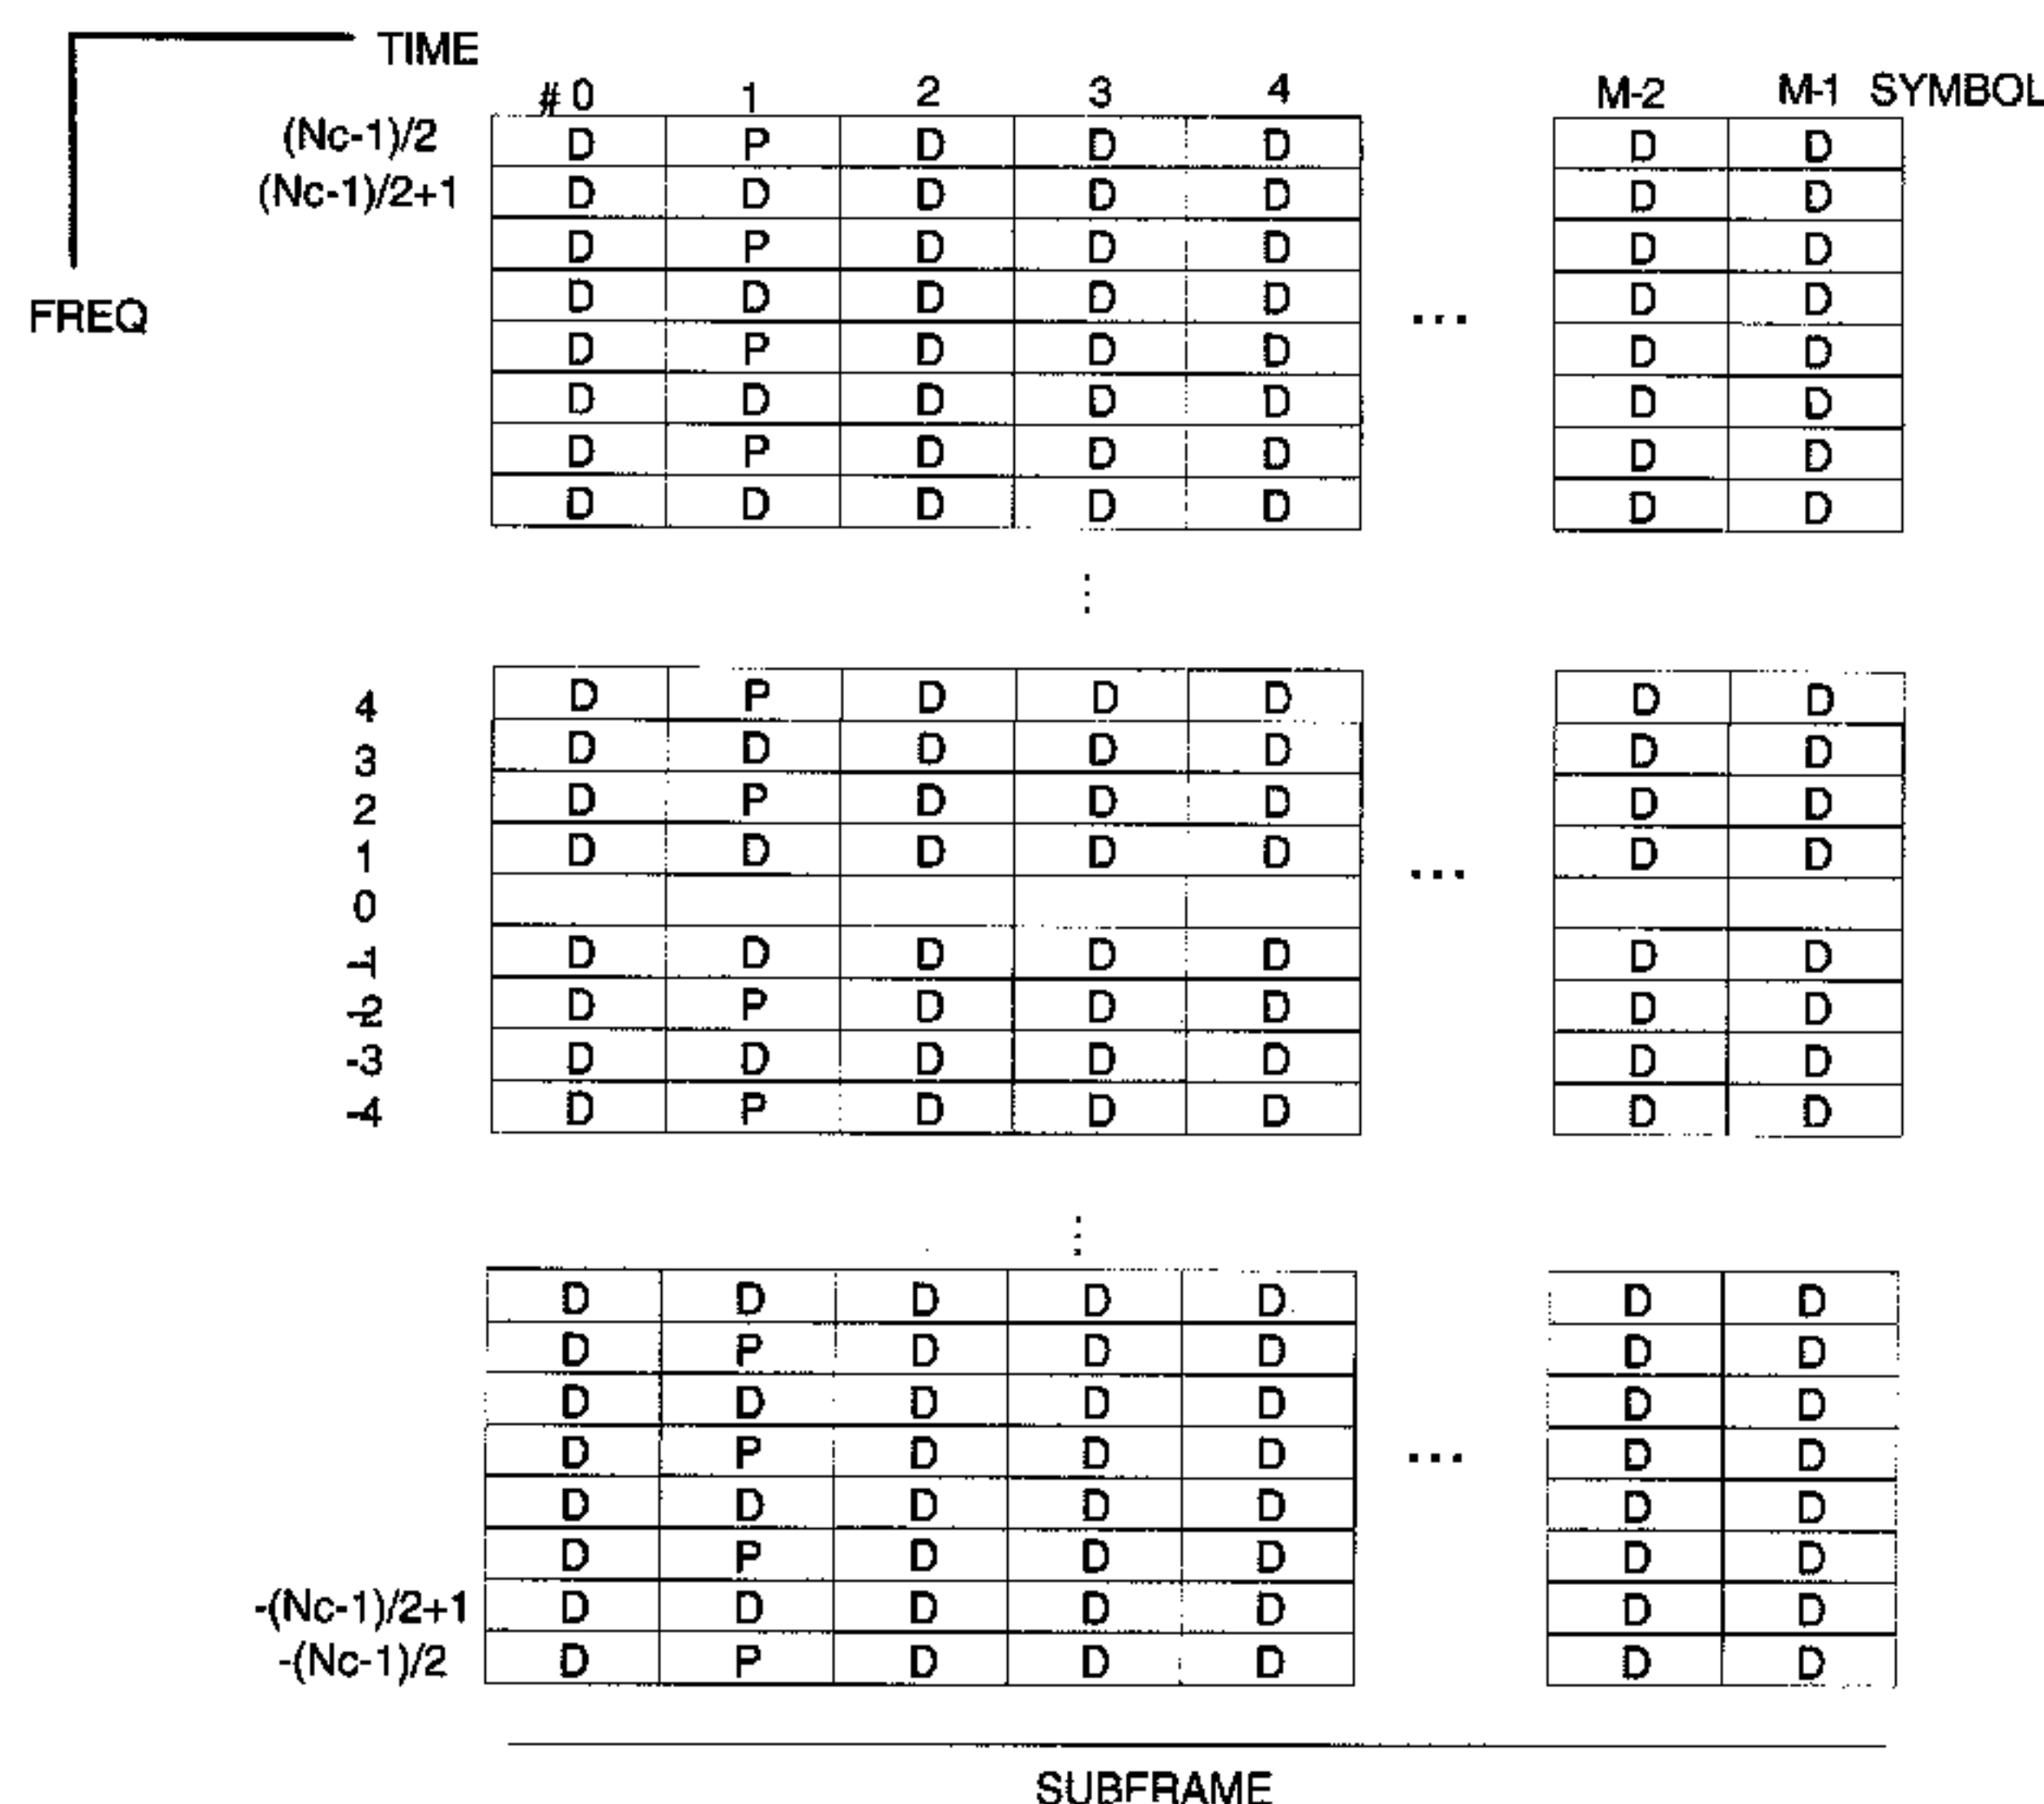 TIME
# 0 1 2 3 4 M-2 M-1 SYMBOL
(Nc-1)/2 D P D D D D D
(Nc-1)/2+1 D D D D D D D
D P D D D D D
FREQ D D D D D ... D D
D P D D D D D
D D D D D D D
D P D D D D D
D D D D D D D
⋮
4 D P D D D D D
3 D D D D D D D
2 D P D D D D D
1 D D D D D ... D D
0
-1 D D D D D D D
-2 D P D D D D D
-3 D D D D D D D
-4 D P D D D D D
⋮
D D D D D D D
D P D D D D D
D D D D D D D
D P D D D ... D D
D D D D D D D
D P D D D D D
-(Nc-1)/2+1 D D D D D D D
-(Nc-1)/2 D P D D D D D
SUBFRAME